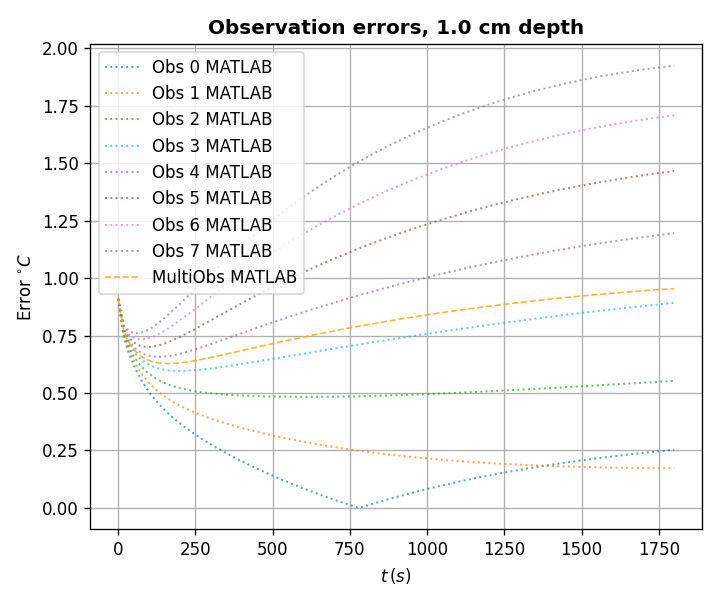 Observation errors, 1.0 cm depth
2.00
1.75
1.50
1.25
1.00
0.75
0.50
0.25
0.00
Error °C
Obs 0 MATLAB
Obs 1 MATLAB
Obs 2 MATLAB
Obs 3 MATLAB
Obs 4 MATLAB
Obs 5 MATLAB
Obs 6 MATLAB
Obs 7 MATLAB
MultiObs MATLAB
0 250 500 750 1000 1250 1500 1750
t (s)